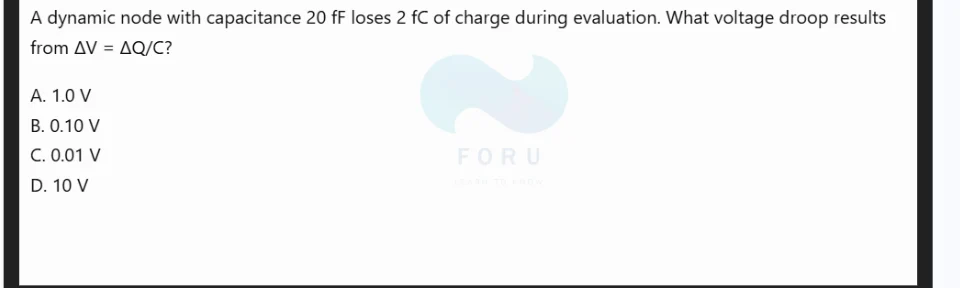 A dynamic node with capacitance 20 fF loses 2 fC of charge during evaluation. What voltage droop results
from ΔV = ΔQ/C?
A. 1.0 V
B. 0.10 V
C. 0.01 V
D. 10 V
FORU